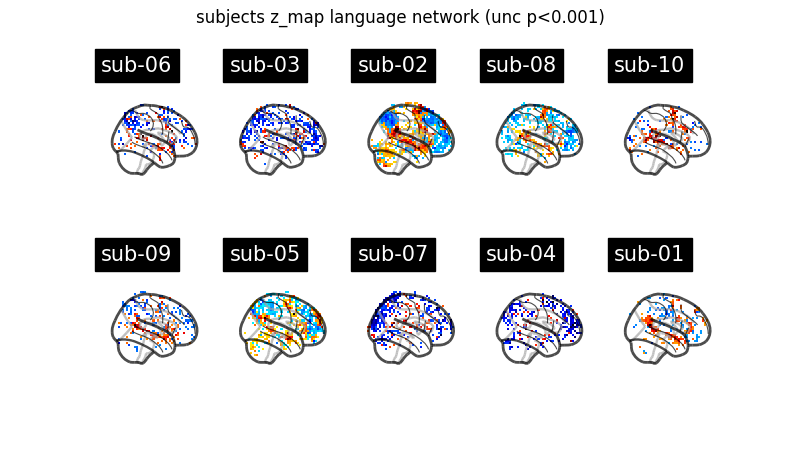 subjects z_map language network (unc p<0.001)
sub-06 sub-03 sub-02 sub-08 sub-10
sub-09 sub-05 sub-07 sub-04 sub-01